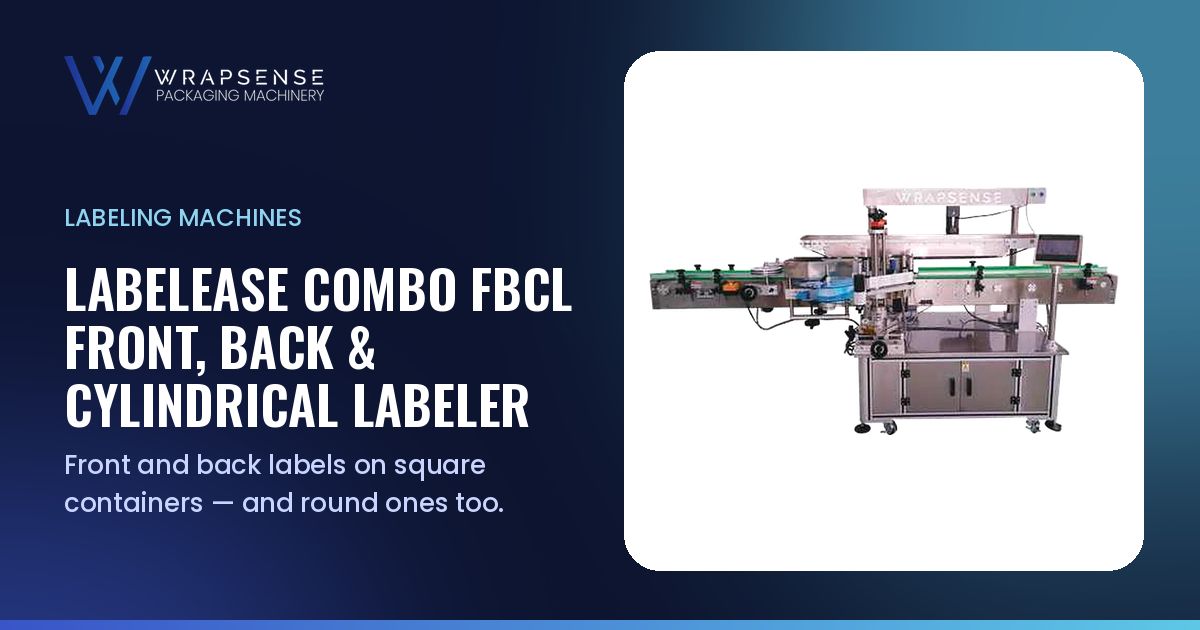 WRAPSENSE
PACKAGING MACHINERY
LABELING MACHINES
LABELEASE COMBO FBCL
FRONT, BACK &
CYLINDRICAL LABELER
Front and back labels on square
containers — and round ones too.
WRAPSENSE